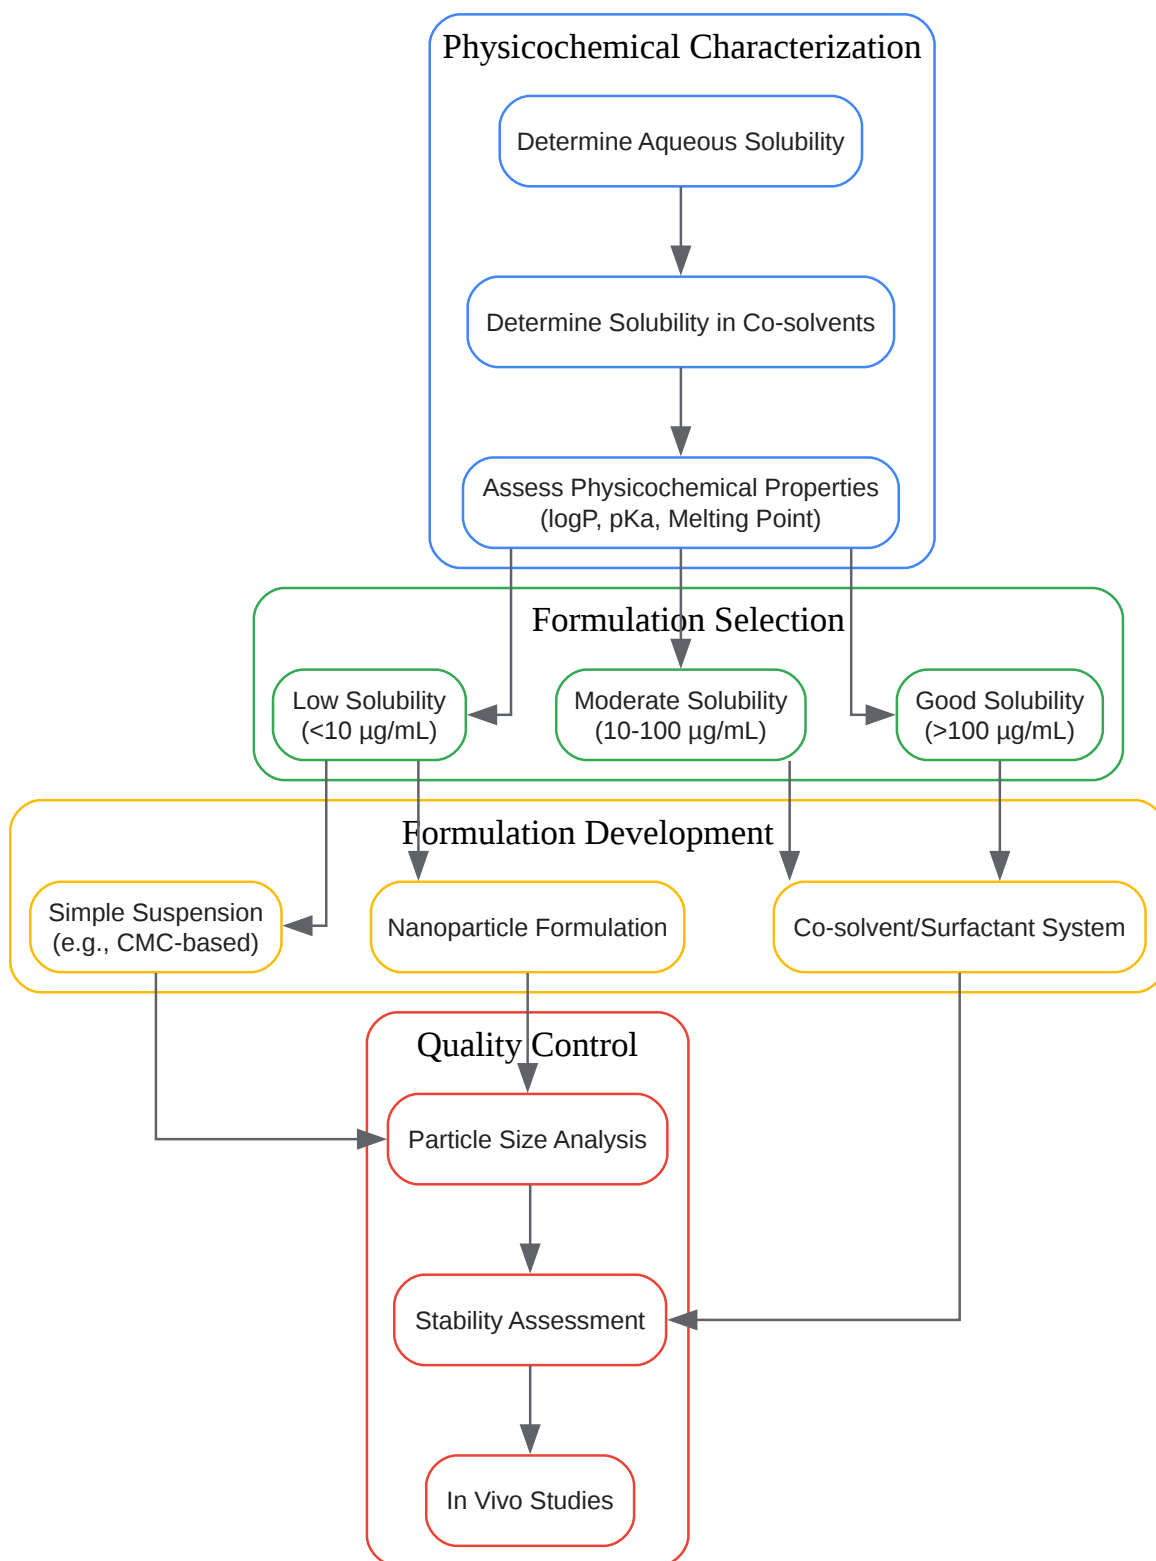 Physicochemical Characterization
Determine Aqueous Solubility
Determine Solubility in Co-solvents
Assess Physicochemical Properties
(logP, pKa, Melting Point)
Formulation Selection
Low Solubility
(<10 µg/mL)
Moderate Solubility
(10-100 µg/mL)
Good Solubility
(>100 µg/mL)
Formulation Development
Simple Suspension
(e.g., CMC-based)
Nanoparticle Formulation
Co-solvent/Surfactant System
Quality Control
Particle Size Analysis
Stability Assessment
In Vivo Studies